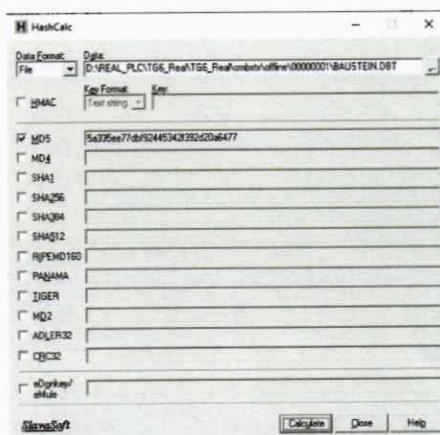 HashCalc
Data Format:
Data:
File
D:\REAL_PLC\TG6_Real\TG6_Real\ombstx\offline\00000001\BAUSTEIN.DBT
HMAC
Key Format:
Key:
Text string
MD5
MD4
SHA1
SHA256
SHA384
SHA512
RIPEMD160
PANAMA
TIGER
MD2
ADLER32
CRC32
eDonkey/
eMule
SlavaSoft
Calculate
Close
Help